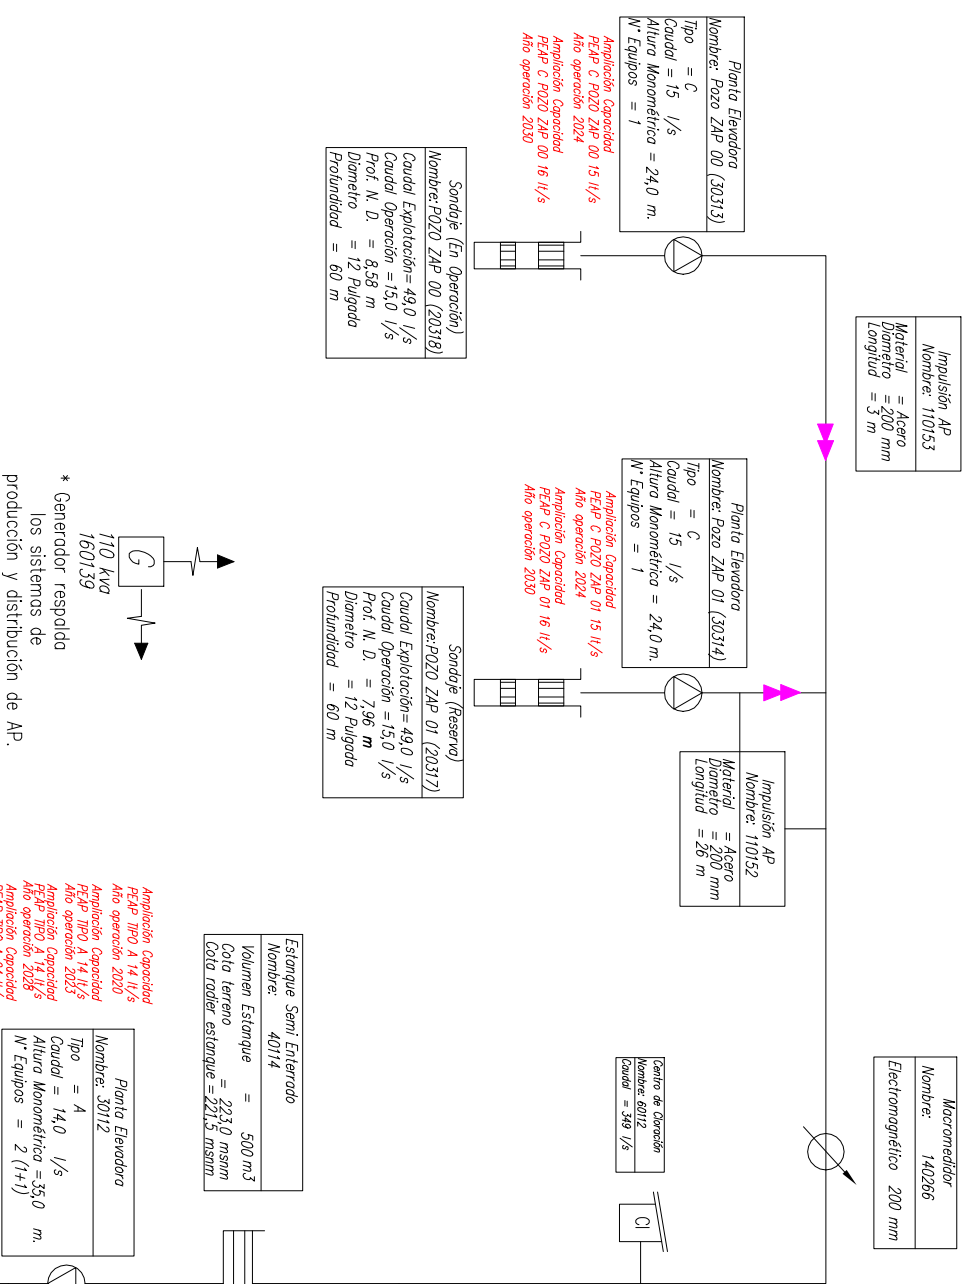 Impulsión AP
Nombre: 110153
Material = Acero
Diametro = 200 mm
Longitud = 3 m
Macromedidor
Nombre: 140266
Electromagnético 200 mm
Planta Elevadora
Nombre: Pozo ZAP 00 (30313)
Tipo = C
Caudal = 15 l/s
Altura Monométrica = 24,0 m.
N° Equipos = 1
Ampliación Capacidad
PEAP C POZO ZAP 00 15 lt/s
Año operación 2024
Ampliación Capacidad
PEAP C POZO ZAP 00 16 lt/s
Año operación 2030
Planta Elevadora
Nombre: Pozo ZAP 01 (30314)
Tipo = C
Caudal = 15 l/s
Altura Monométrica = 24,0 m.
N° Equipos = 1
Ampliación Capacidad
PEAP C POZO ZAP 01 15 lt/s
Año operación 2024
Ampliación Capacidad
PEAP C POZO ZAP 01 16 lt/s
Año operación 2030
Impulsión AP
Nombre: 110152
Material = Acero
Diametro = 200 mm
Longitud = 26 m
Centro de Cloración
Nombre: 60112
Caudal = 349 l/s
Cl
Sondaje (En Operación)
Nombre:POZO ZAP 00 (20318)
Caudal Explotación= 49,0 l/s
Caudal Operación =15,0 l/s
Prof. N. D. = 8,58 m
Diametro = 12 Pulgada
Profundidad = 60 m
Sondaje (Reserva)
Nombre:POZO ZAP 01 (20317)
Caudal Explotación= 49,0 l/s
Caudal Operación =15,0 l/s
Prof. N. D. = 7,96 m
Diametro = 12 Pulgada
Profundidad = 60 m
Estanque Semi Enterrado
Nombre: 40114
Volumen Estanque = 500 m3
Cota terreno = 223,0 msnm
Cota radier estanque = 221,5 msnm
G
110 kva
160139
* Generador respalda
los sistemas de
producción y distribución de AP.
Ampliación Capacidad
PEAP TIPO A 14 lt/s
Año operación 2020
Ampliación Capacidad
PEAP TIPO A 14 lt/s
Año operación 2023
Ampliación Capacidad
PEAP TIPO A 14 lt/s
Año operación 2028
Ampliación Capacidad
Planta Elevadora
Nombre: 30112
Tipo = A
Caudal = 14,0 l/s
Altura Monométrica =35,0 m.
N° Equipos = 2 (1+1)